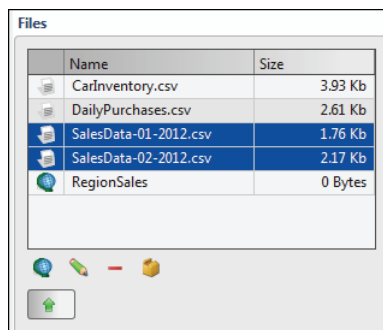 Files
Name Size
CarInventory.csv 3.93 Kb
DailyPurchases.csv 2.61 Kb
SalesData-01-2012.csv 1.76 Kb
SalesData-02-2012.csv 2.17 Kb
RegionSales 0 Bytes